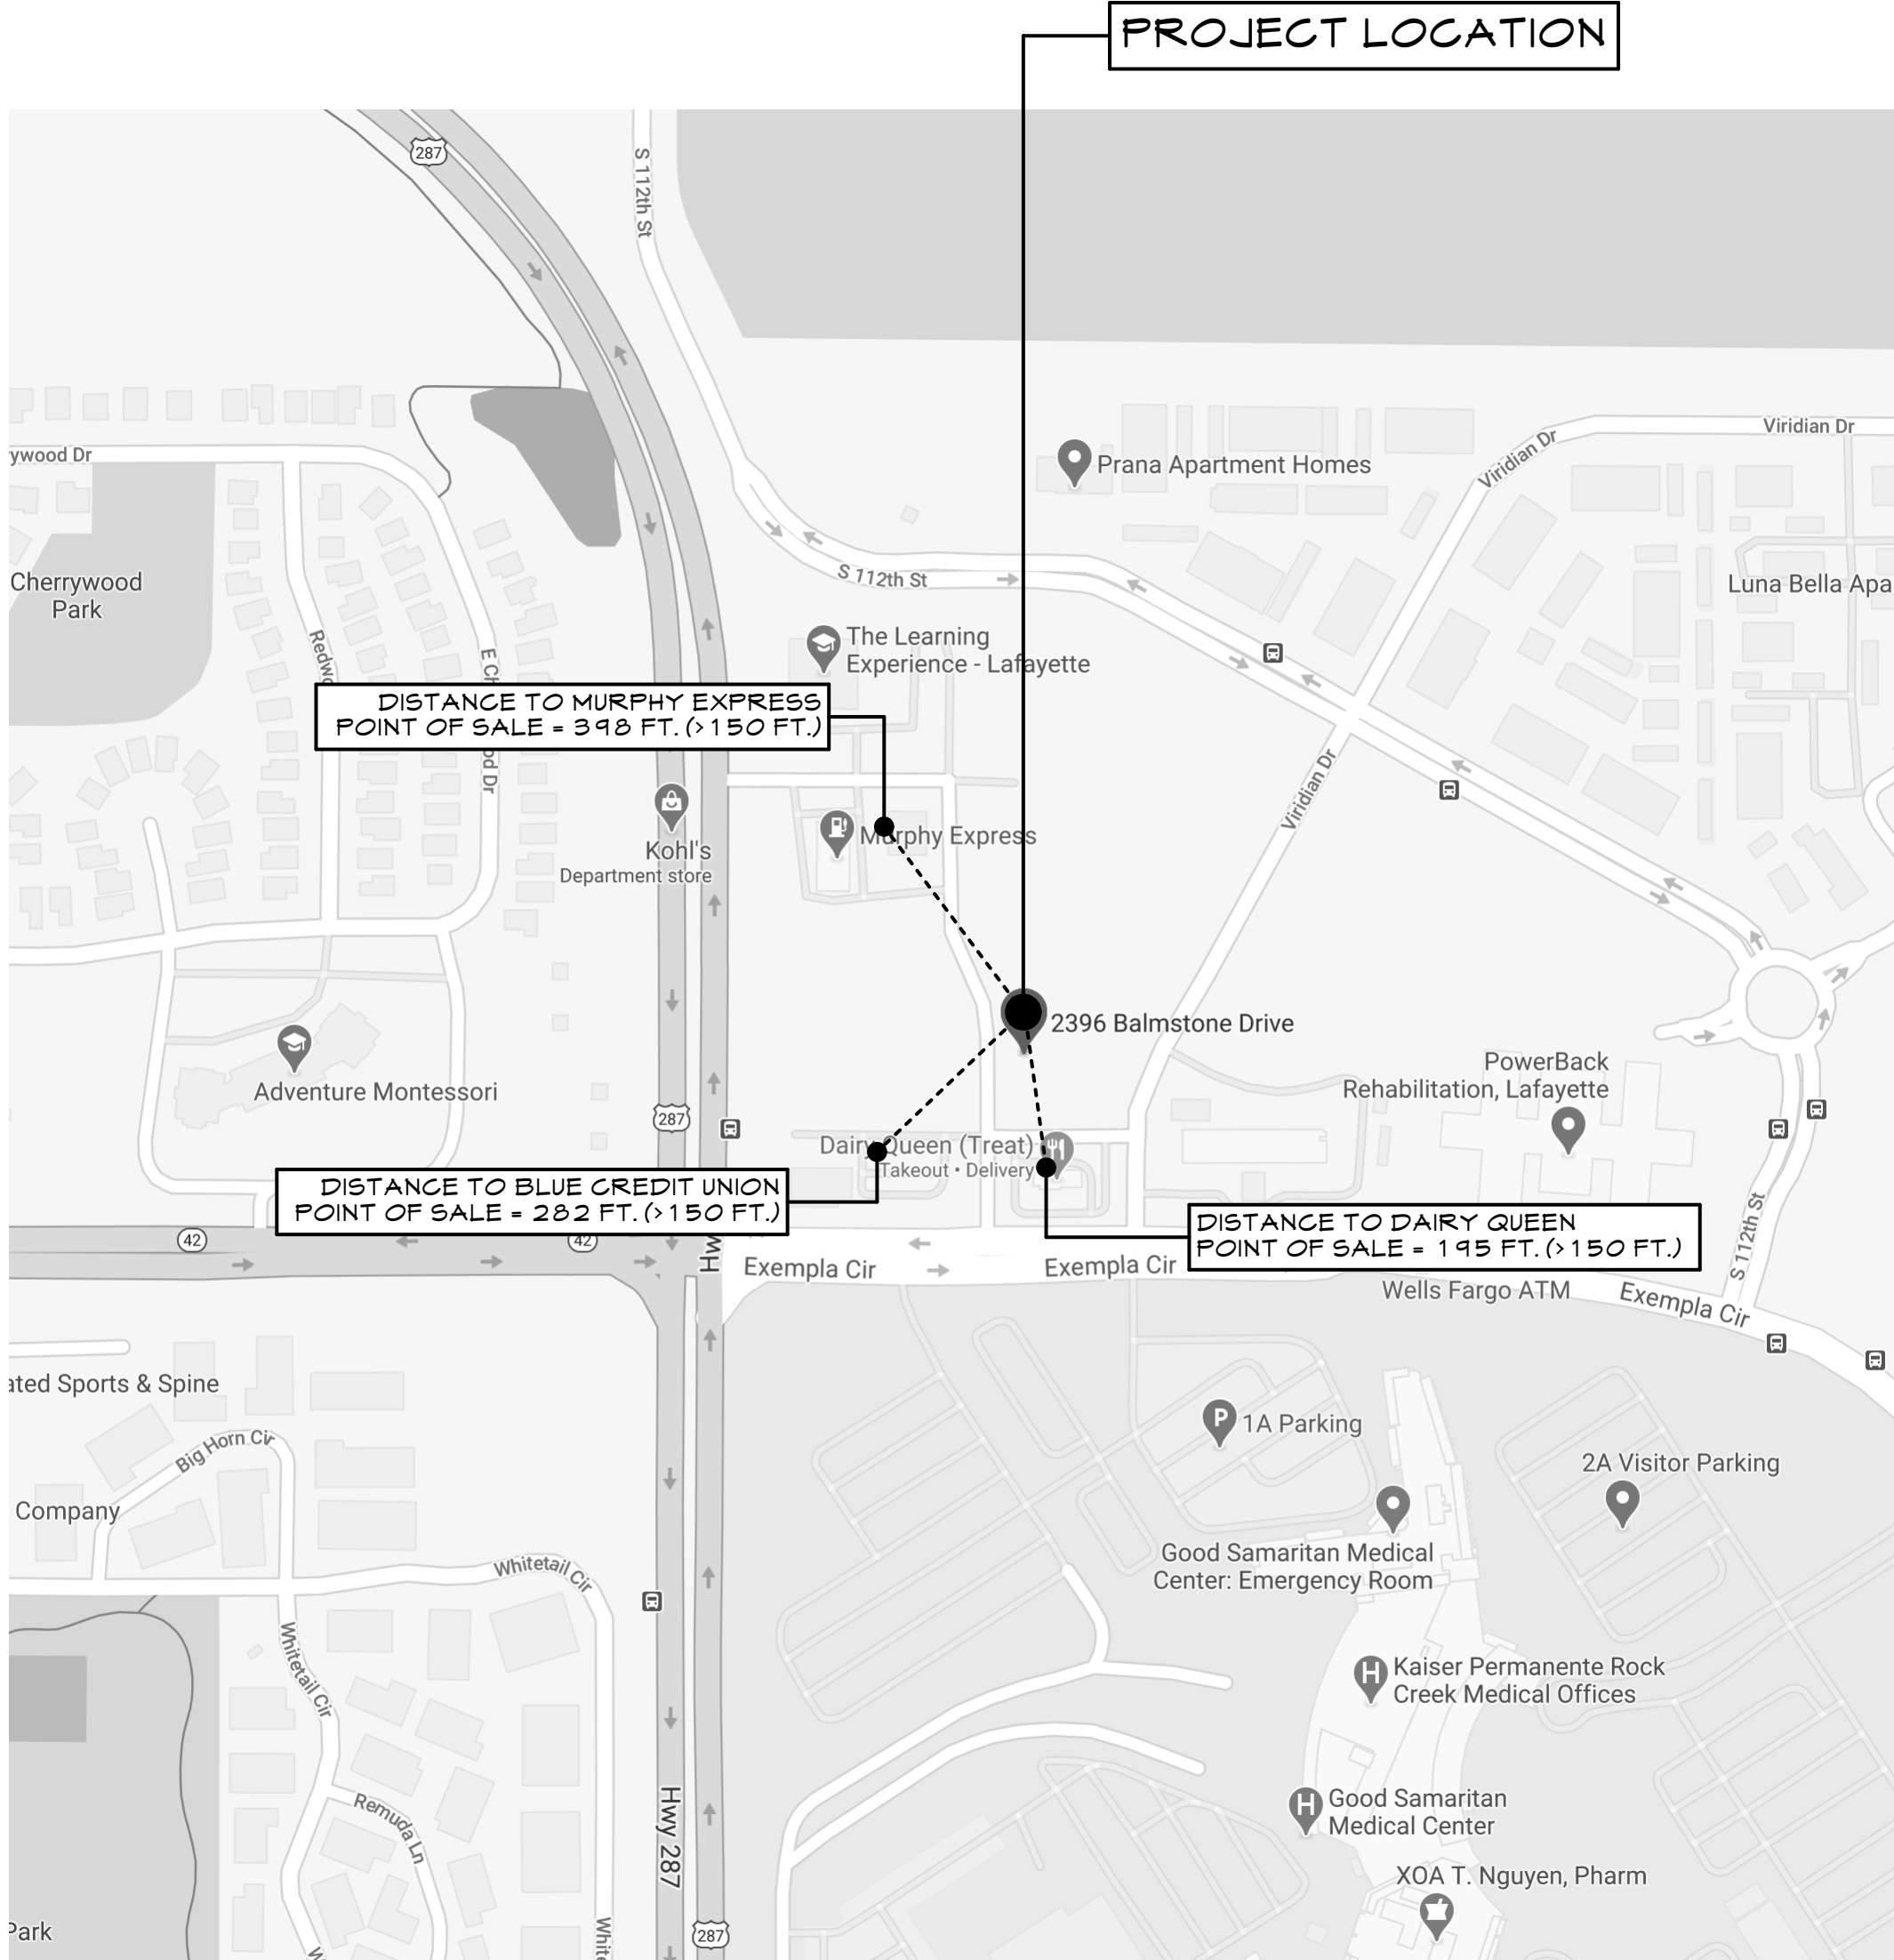 PROJECT LOCATION
287
S 112th St
Viridian Dr
Viridian Dr
ywood Dr
Prana Apartment Homes
S 112th St
Cherrywood
Park
Luna Bella Apa
The Learning
Experience - Lafayette
Redwo
E Ch
od Dr
DISTANCE TO MURPHY EXPRESS
POINT OF SALE = 398 FT. (>150 FT.)
Viridian Dr
Kohl's
Department store
Murphy Express
2396 Balmstone Drive
Adventure Montessori
PowerBack
Rehabilitation, Lafayette
287
Dairy Queen (Treat)
Takeout • Delivery
DISTANCE TO BLUE CREDIT UNION
POINT OF SALE = 282 FT. (>150 FT.)
DISTANCE TO DAIRY QUEEN
POINT OF SALE = 195 FT. (>150 FT.)
S 112th St
42
42
Hw
Exempla Cir
Exempla Cir
Wells Fargo ATM
Exempla Cir
ated Sports & Spine
P
1A Parking
Big Horn Cir
2A Visitor Parking
Company
Good Samaritan Medical
Center: Emergency Room
Whitetail Cir
Whitetail Cir
H
Kaiser Permanente Rock
Creek Medical Offices
Remuda Ln
Hwy 287
H
Good Samaritan
Medical Center
XOA T. Nguyen, Pharm
Park
W
White
287